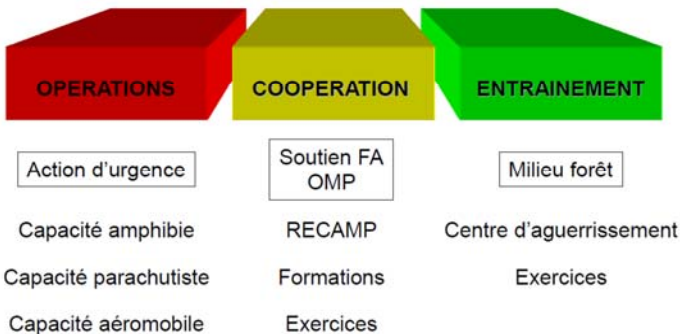 OPERATIONS
COOPERATION
ENTRAINEMENT
Action d'urgence
Soutien FA
OMP
Milieu forêt
Capacité amphibie
RECAMP
Centre d'aguerrissement
Capacité parachutiste
Formations
Exercices
Capacité aéromobile
Exercices